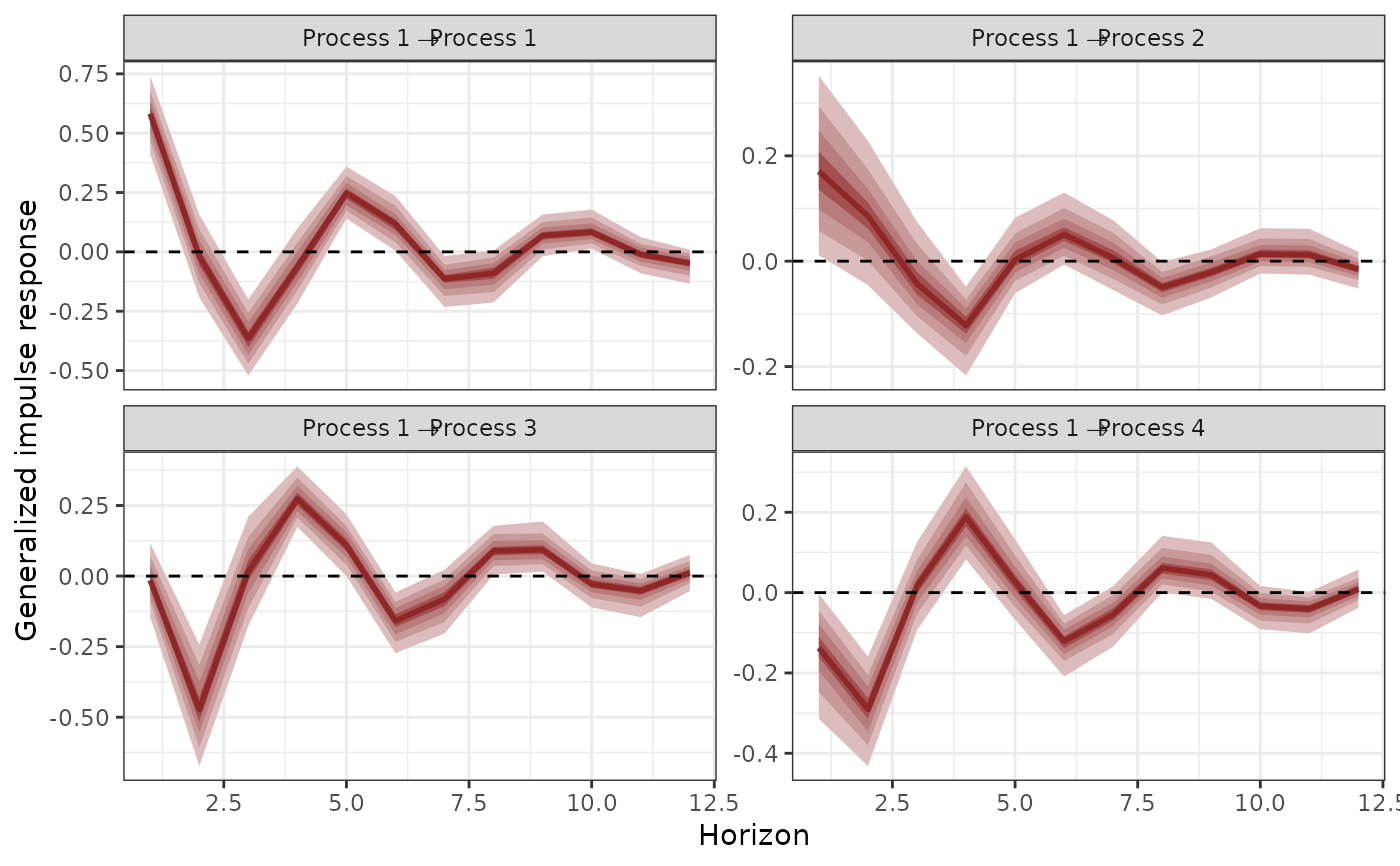 Process 1 → Process 1
Process 1 → Process 2
0.75
0.50
0.25
0.00
-0.25
-0.50
0.2
0.0
-0.2
Generalized impulse response
Process 1 → Process 3
Process 1 → Process 4
0.25
0.00
-0.25
-0.50
0.2
0.0
-0.2
-0.4
2.5 5.0 7.5 10.0 12.5
2.5 5.0 7.5 10.0 12.5
Horizon